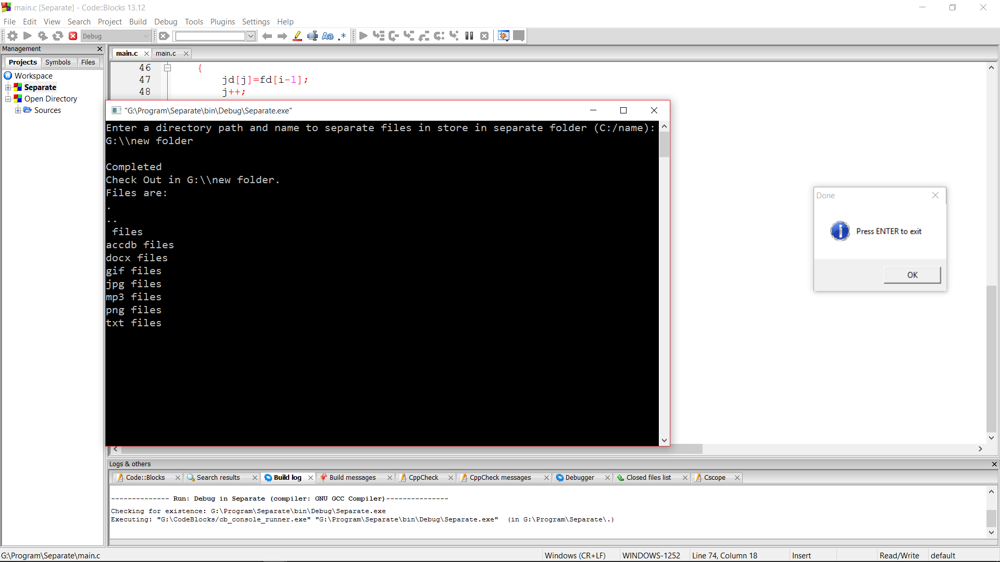 main.c [Separate] - Code::Blocks 13.12
File Edit View Search Project Build Debug Tools Plugins Settings Help
Debug
Aa .*
Management
Projects Symbols Files
Workspace
Separate
Open Directory
Sources
main.c main.c
46 {
47 jd[j]=fd[i-1];
48 j++;
"G:\Program\Separate\bin\Debug\Separate.exe"
Enter a directory path and name to separate files in store in separate folder (C:/name):
G:\\new folder
Completed
Check Out in G:\\new folder.
Files are:
.
..
 files
accdb files
docx files
gif files
jpg files
mp3 files
png files
txt files
Done
Press ENTER to exit
OK
Logs & others
Code::Blocks Search results Build log Build messages CppCheck CppCheck messages Debugger Closed files list Cscope
-------------- Run: Debug in Separate (compiler: GNU GCC Compiler)---------------
Checking for existence: G:\Program\Separate\bin\Debug\Separate.exe
Executing: "G:\CodeBlocks/cb_console_runner.exe" "G:\Program\Separate\bin\Debug\Separate.exe"  (in G:\Program\Separate\.)
G:\Program\Separate\main.c Windows (CR+LF) WINDOWS-1252 Line 74, Column 18 Insert Read/Write default